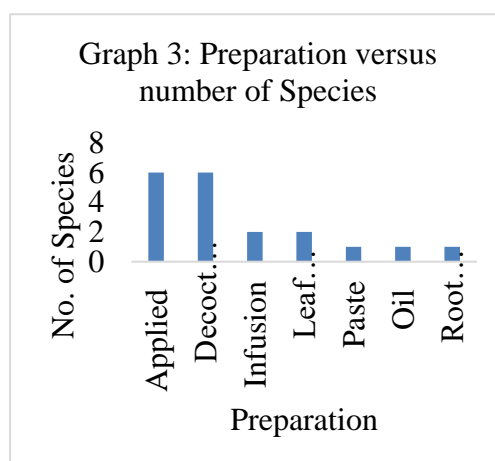 Graph 3: Preparation versus
number of Species
8
6
4
2
0
No. of Species
Applied
Decoct…
Infusion
Leaf…
Paste
Oil
Root…
Preparation